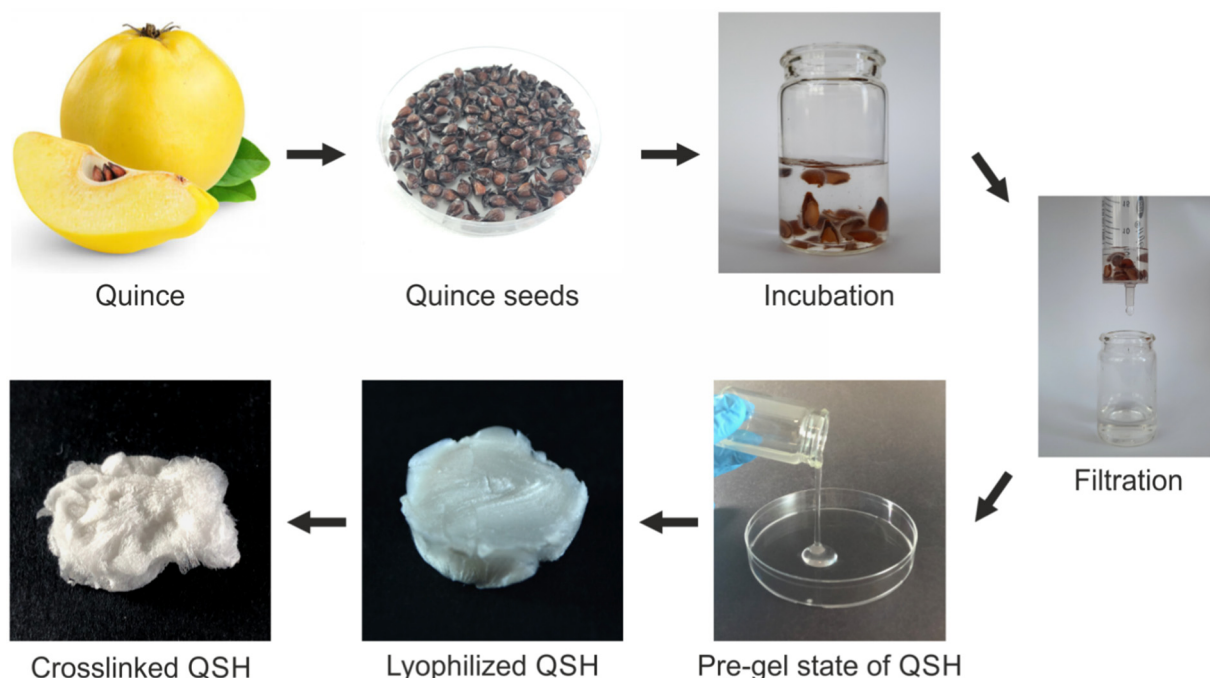 Quince
Quince seeds
Incubation
Filtration
Pre-gel state of QSH
Lyophilized QSH
Crosslinked QSH